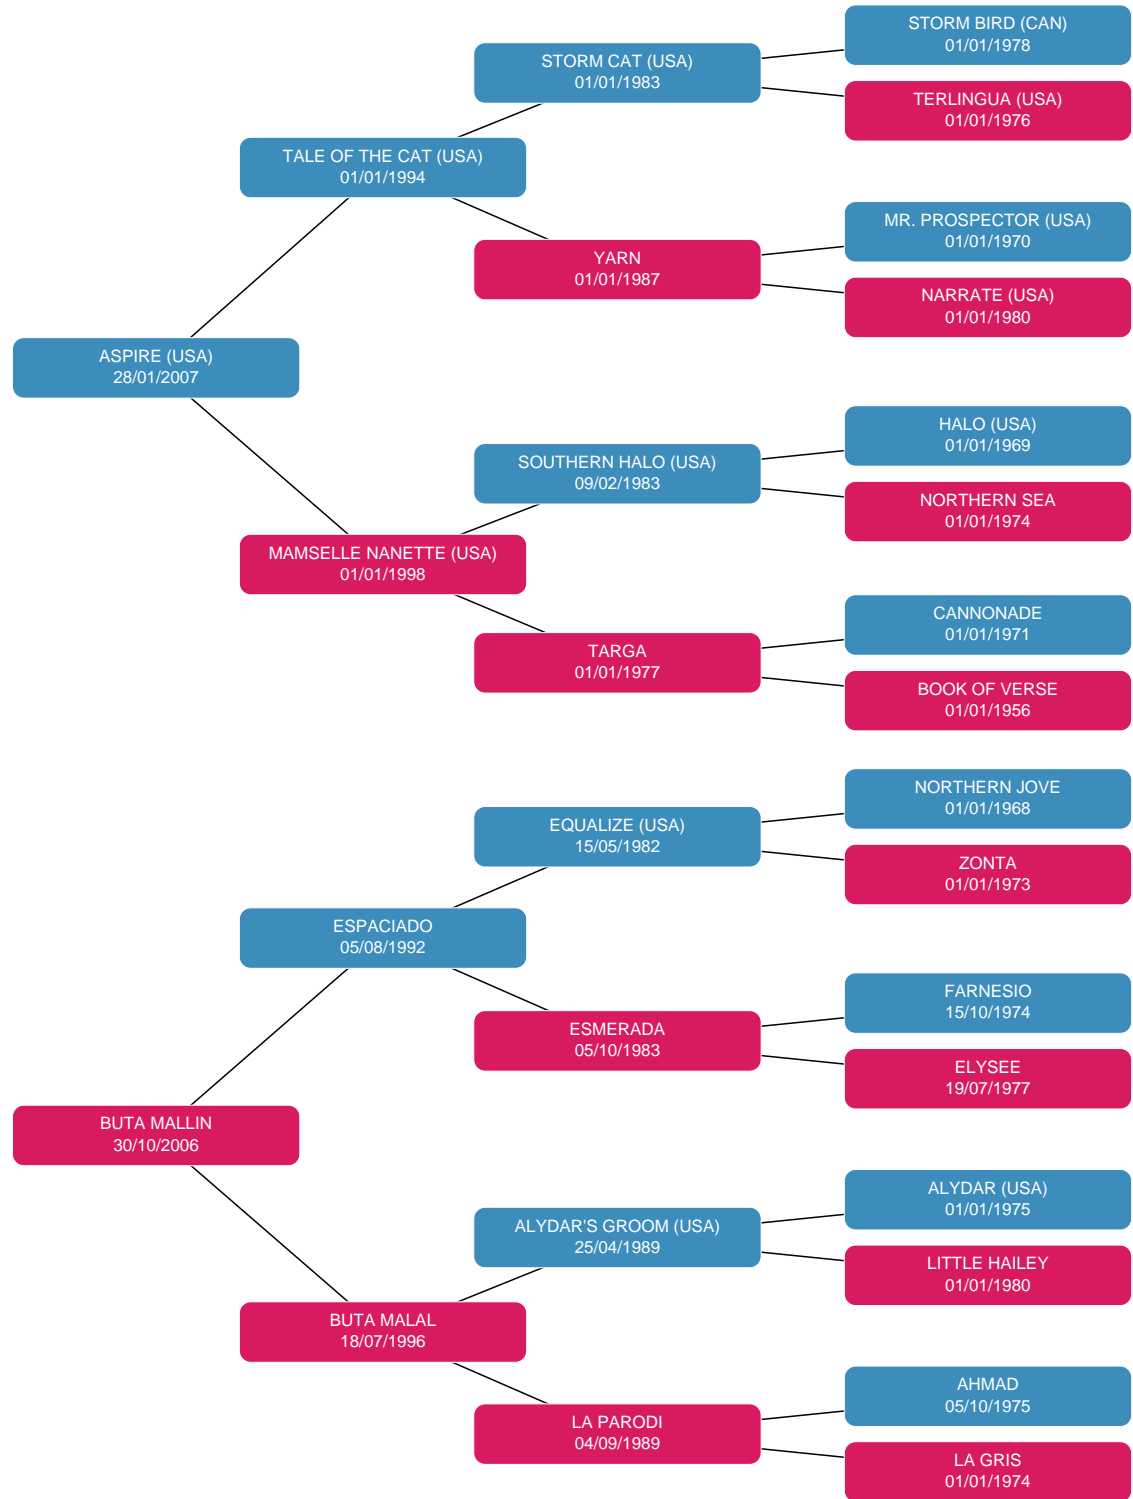 STORM BIRD (CAN)
01/01/1978
STORM CAT (USA)
01/01/1983
TERLINGUA (USA)
01/01/1976
TALE OF THE CAT (USA)
01/01/1994
MR. PROSPECTOR (USA)
01/01/1970
YARN
01/01/1987
NARRATE (USA)
01/01/1980
ASPIRE (USA)
28/01/2007
HALO (USA)
01/01/1969
SOUTHERN HALO (USA)
09/02/1983
NORTHERN SEA
01/01/1974
MAMSELLE NANETTE (USA)
01/01/1998
CANNONADE
01/01/1971
TARGA
01/01/1977
BOOK OF VERSE
01/01/1956
NORTHERN JOVE
01/01/1968
EQUALIZE (USA)
15/05/1982
ZONTA
01/01/1973
ESPACIADO
05/08/1992
FARNESIO
15/10/1974
ESMERADA
05/10/1983
ELYSEE
19/07/1977
BUTA MALLIN
30/10/2006
ALYDAR (USA)
01/01/1975
ALYDAR'S GROOM (USA)
25/04/1989
LITTLE HAILEY
01/01/1980
BUTA MALAL
18/07/1996
AHMAD
05/10/1975
LA PARODI
04/09/1989
LA GRIS
01/01/1974